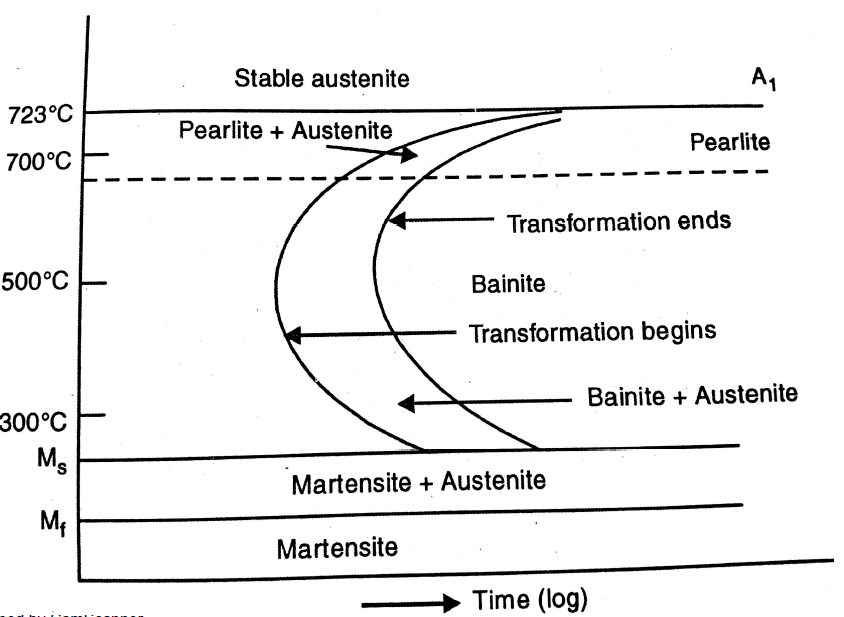 Stable austenite
A1
723°C
Pearlite + Austenite
Pearlite
700°C
Transformation ends
500°C
Bainite
Transformation begins
Bainite + Austenite
300°C
Ms
Martensite + Austenite
Mf
Martensite
Time (log)